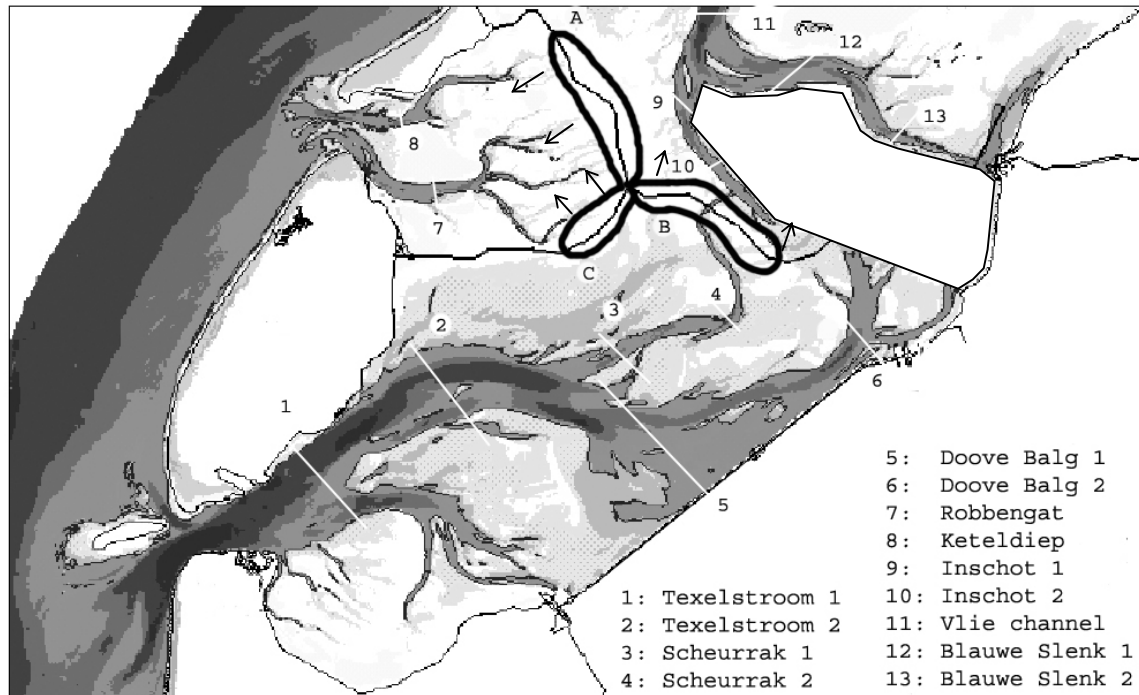 A
11
12
9
13
8
10
7
B
C
2
3
4
1
6
5
5: Doove Balg 1
6: Doove Balg 2
7: Robbengat
8: Keteldiep
9: Inschot 1
1: Texelstroom 1
10: Inschot 2
2: Texelstroom 2
11: Vlie channel
3: Scheurrak 1
12: Blauwe Slenk 1
4: Scheurrak 2
13: Blauwe Slenk 2